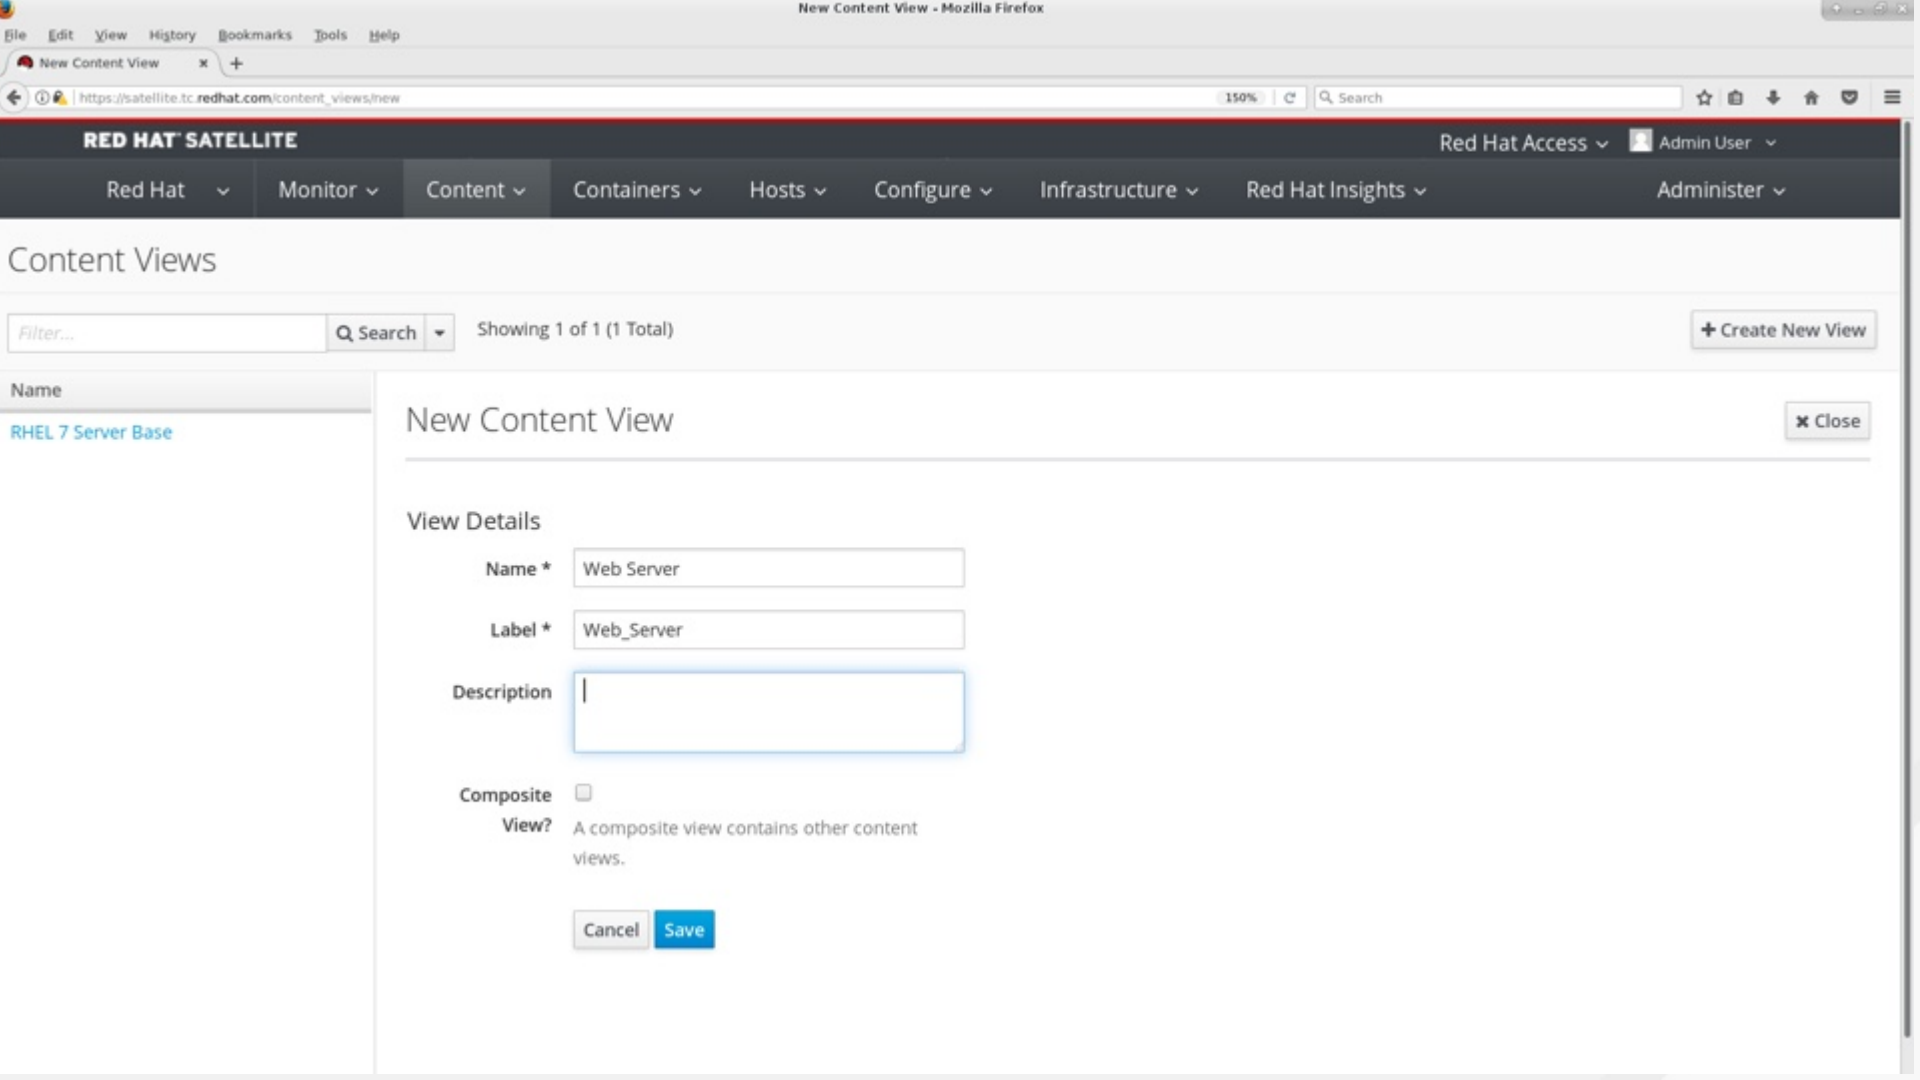 New Content View - Mozilla Firefox
File Edit View History Bookmarks Tools Help
New Content View
https://satellite.tc.redhat.com/content_views/new 150% Search
RED HAT SATELLITE Red Hat Access Admin User
Red Hat Monitor Content Containers Hosts Configure Infrastructure Red Hat Insights Administer
Content Views
Filter... Search Showing 1 of 1 (1 Total) + Create New View
Name
RHEL 7 Server Base
New Content View Close
View Details
Name * Web Server
Label * Web_Server
Description
Composite
View?
A composite view contains other content
views.
Cancel Save